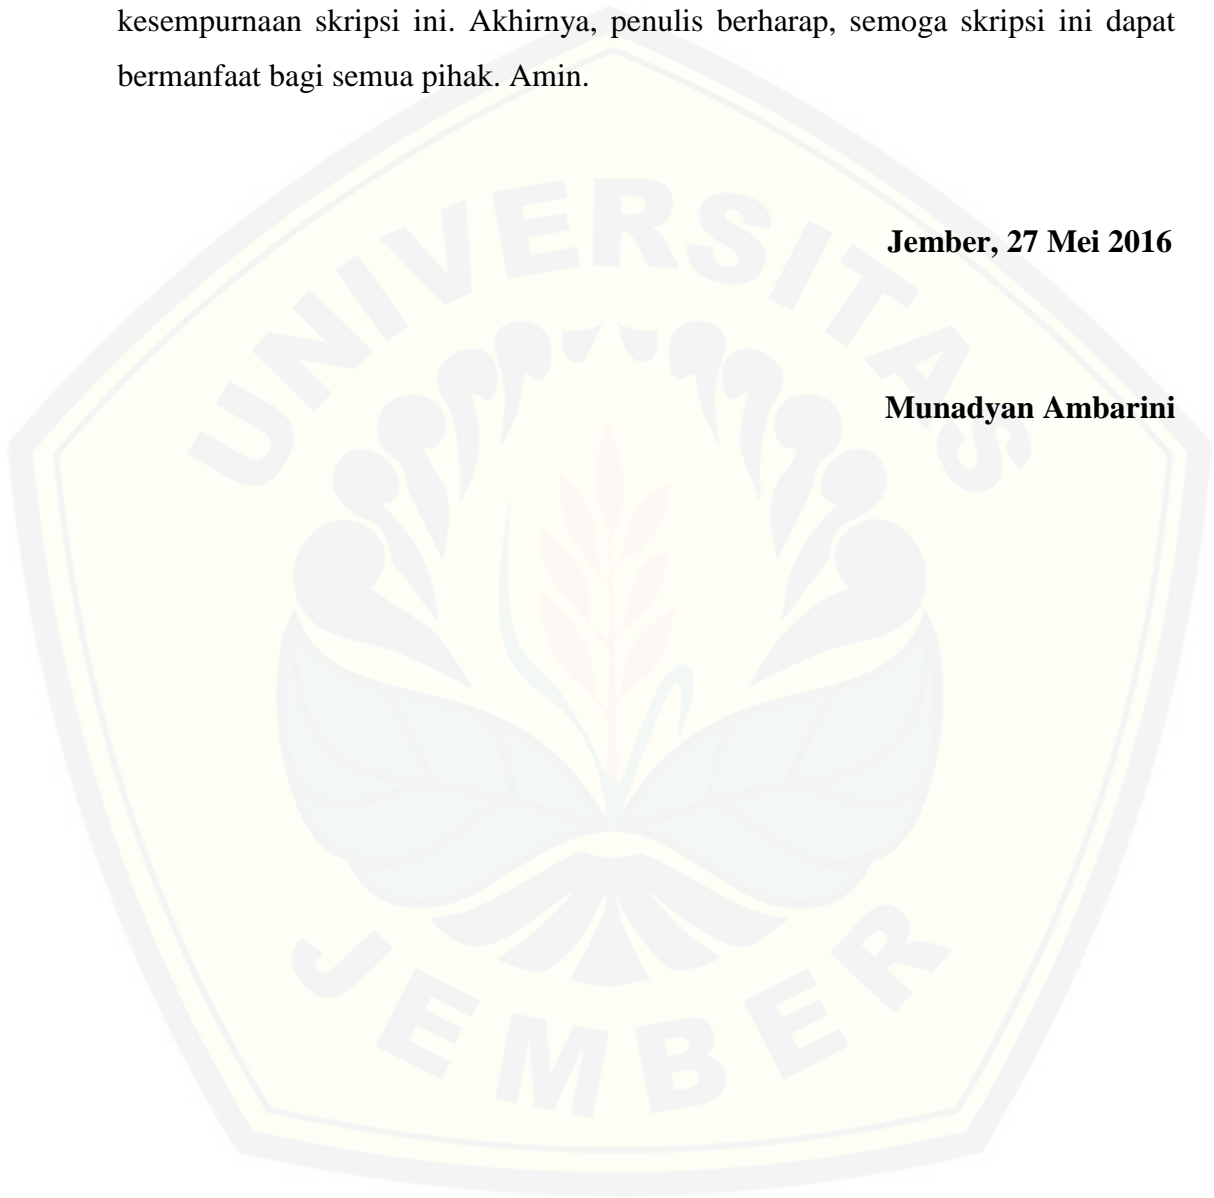 kesempurnaan skripsi ini. Akhirnya, penulis berharap, semoga skripsi ini dapat
bermanfaat bagi semua pihak. Amin.
Jember, 27 Mei 2016
Munadyan Ambarini
UNIVERSITAS
JEMBER